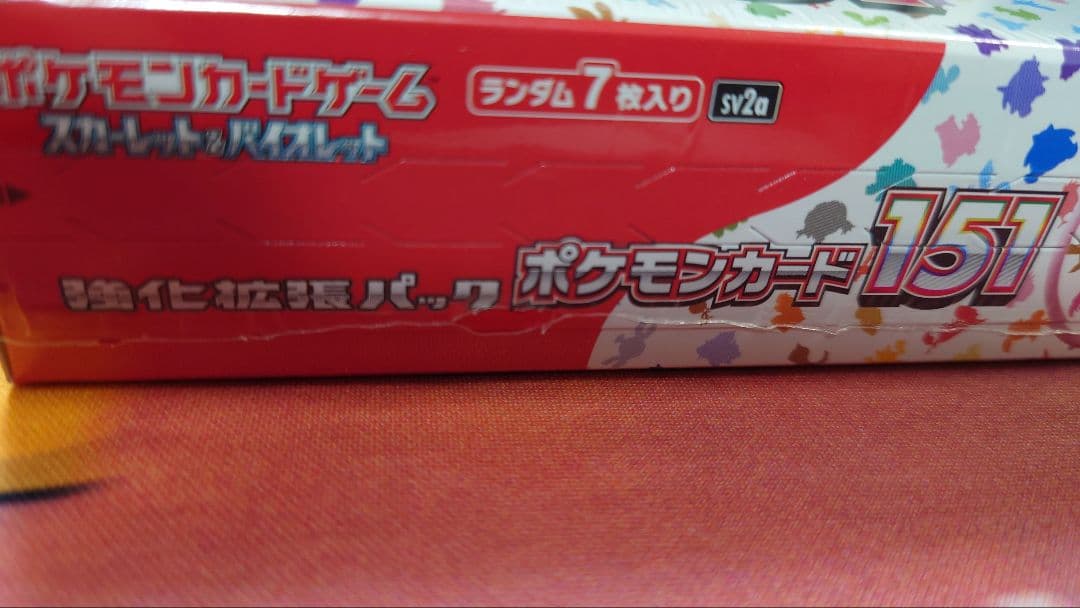 ポケモンカードゲーム
スカーレット&バイオレット
ランダム7枚入り
sv2a
強化拡張パック
ポケモンカード151